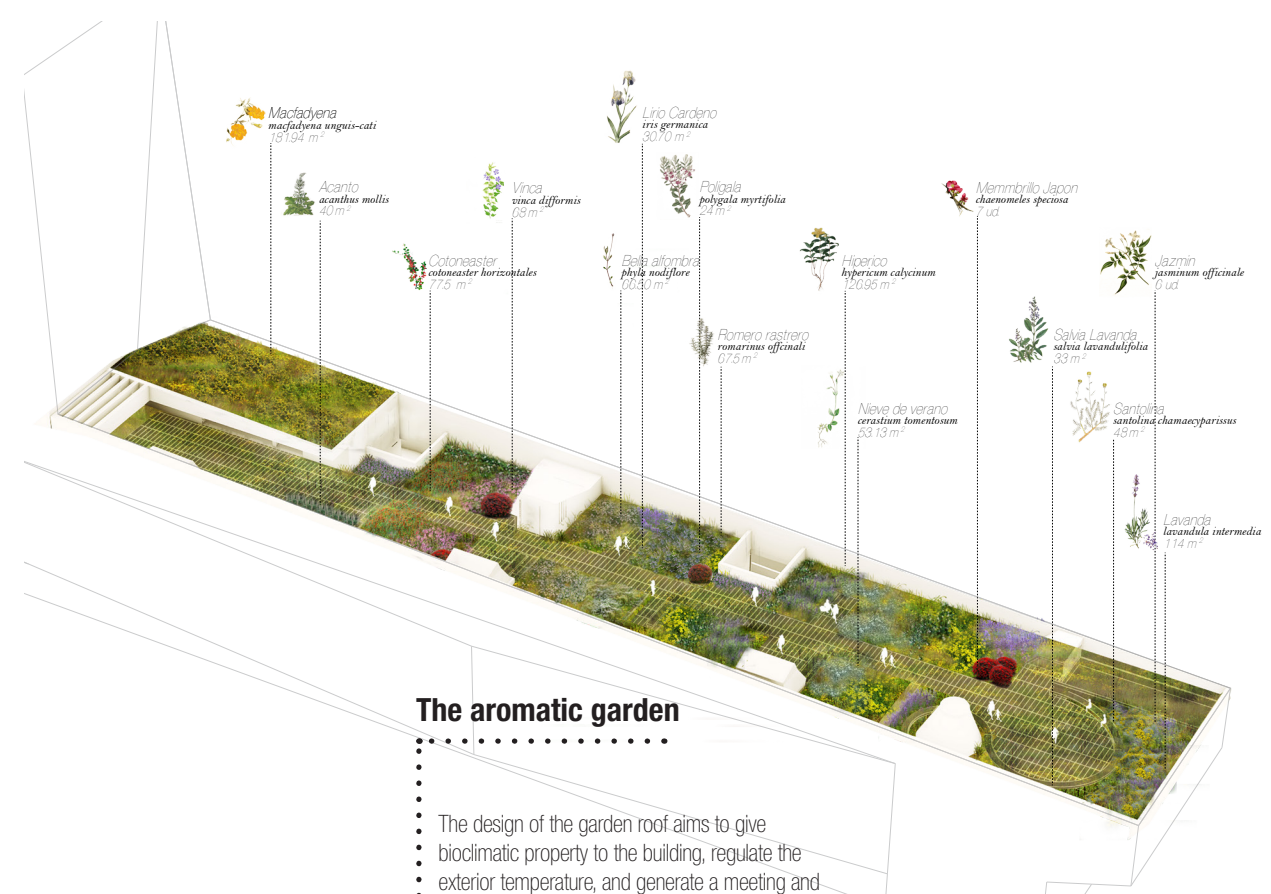 Macfadyena
macfadyena unguis-cati
181.94 m²
Lirio Cardeno
iris germanica
30.70 m²
Acanto
acanthus mollis
40 m²
Vinca
vinca difformis
68 m²
Poligala
polygala myrtifolia
24 m²
Memmbrillo Japon
chaenomeles speciosa
7 ud.
Cotoneaster
cotoneaster horizontales
77.5 m²
Bella alfombra
phyla nodiflore
66.50 m²
Hiperico
hypericum calycinum
126.95 m²
Jazmin
jasminum officinale
6 ud.
Romero rastrero
romarinus offcinali
67.5 m²
Salvia Lavanda
salvia lavandulifolia
33 m²
Nieve de verano
cerastium tomentosum
53.13 m²
Santolina
santolina chamaecyparissus
48 m²
Lavanda
lavandula intermedia
114 m²
The aromatic garden
The design of the garden roof aims to give
bioclimatic property to the building, regulate the
exterior temperature, and generate a meeting and